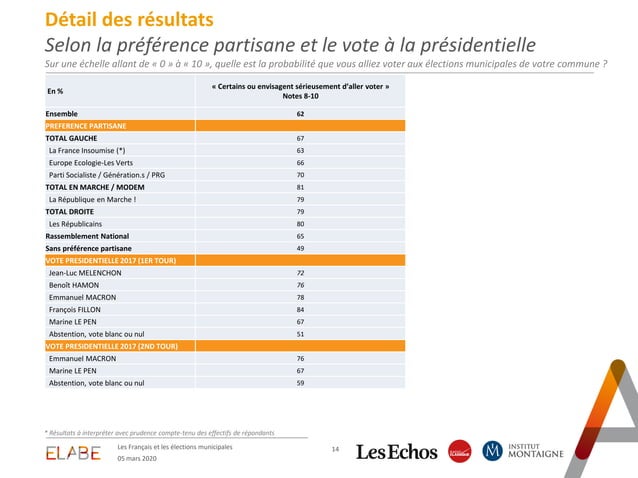 Détail des résultats
Selon la préférence partisane et le vote à la présidentielle
Sur une échelle allant de « 0 » à « 10 », quelle est la probabilité que vous alliez voter aux élections municipales de votre commune ?
En %
« Certains ou envisagent sérieusement d'aller voter »
Notes 8-10
Ensemble 62
PREFERENCE PARTISANE
TOTAL GAUCHE 67
La France Insoumise (*) 63
Europe Ecologie-Les Verts 66
Parti Socialiste / Génération.s / PRG 70
TOTAL EN MARCHE / MODEM 81
La République en Marche ! 79
TOTAL DROITE 79
Les Républicains 80
Rassemblement National 65
Sans préférence partisane 49
VOTE PRESIDENTIELLE 2017 (1ER TOUR)
Jean-Luc MELENCHON 72
Benoît HAMON 76
Emmanuel MACRON 78
François FILLON 84
Marine LE PEN 67
Abstention, vote blanc ou nul 51
VOTE PRESIDENTIELLE 2017 (2ND TOUR)
Emmanuel MACRON 76
Marine LE PEN 67
Abstention, vote blanc ou nul 59
* Résultats à interpréter avec prudence compte-tenu des effectifs de répondants
ELABE
Les Français et les élections municipales
05 mars 2020
14
LesEchos
RADIO CLASSIQUE
INSTITUT
MONTAIGNE